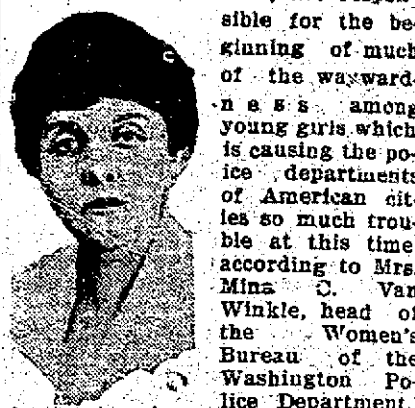 sible for the be-
ginning of much
of the wayward-
ness among
young girls which
is causing the po-
ice departments
of American cit-
ies so much trou-
ble at this time
according to Mrs.
Mina C. Van
Winkle, head of
the Women's
Bureau of the
Washington Po-
lice Department.